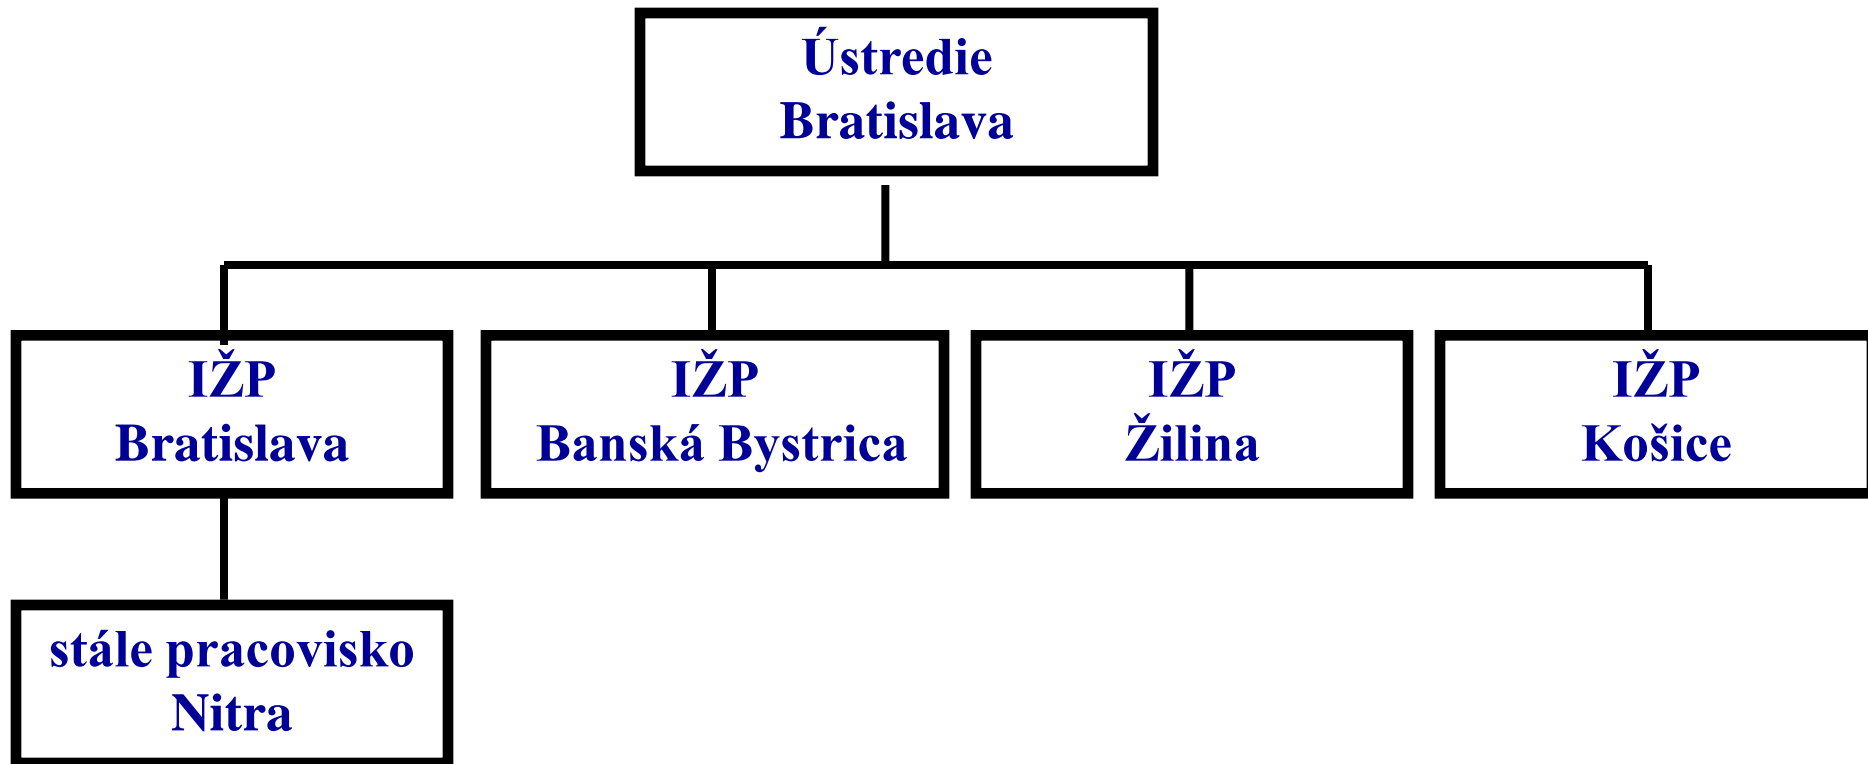 Ústredie
Bratislava
IŽP
Bratislava
IŽP
Banská Bystrica
IŽP
Žilina
IŽP
Košice
stále pracovisko
Nitra